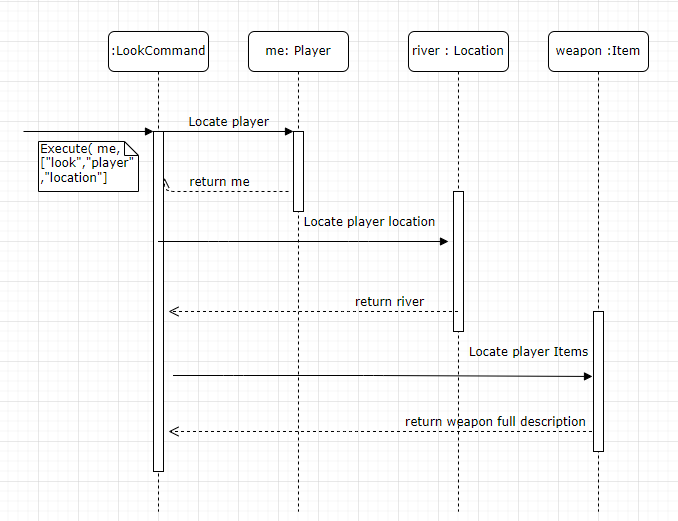 :LookCommand
me: Player
river : Location
weapon :Item
Locate player
Execute( me,
["look","player"
,"location"]
return me
Locate player location
return river
Locate player Items
return weapon full description